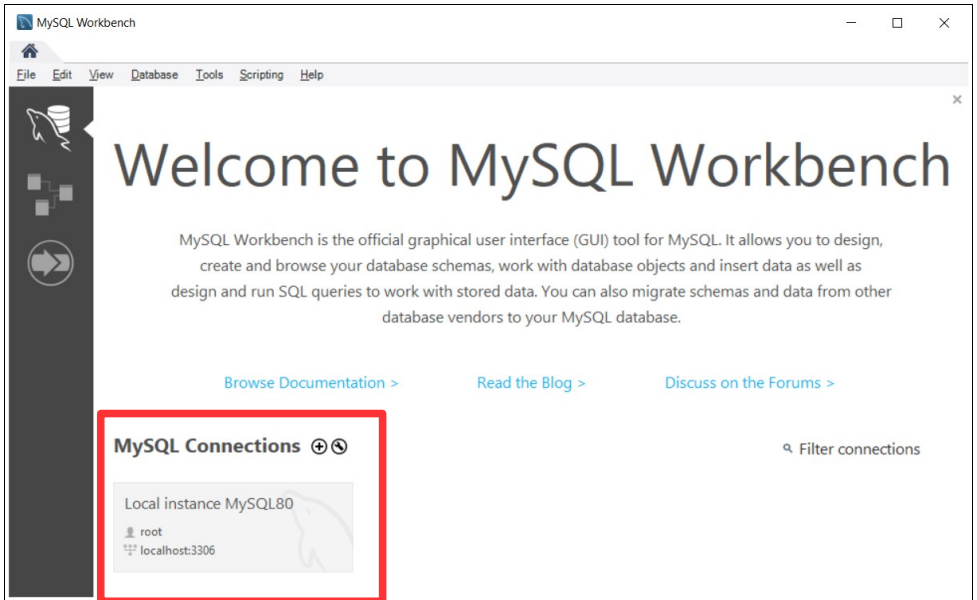 MySQL Workbench
File Edit View Database Tools Scripting Help
Welcome to MySQL Workbench
MySQL Workbench is the official graphical user interface (GUI) tool for MySQL. It allows you to design,
create and browse your database schemas, work with database objects and insert data as well as
design and run SQL queries to work with stored data. You can also migrate schemas and data from other
database vendors to your MySQL database.
Browse Documentation > Read the Blog > Discuss on the Forums >
MySQL Connections Filter connections
Local instance MySQL80
root
localhost:3306